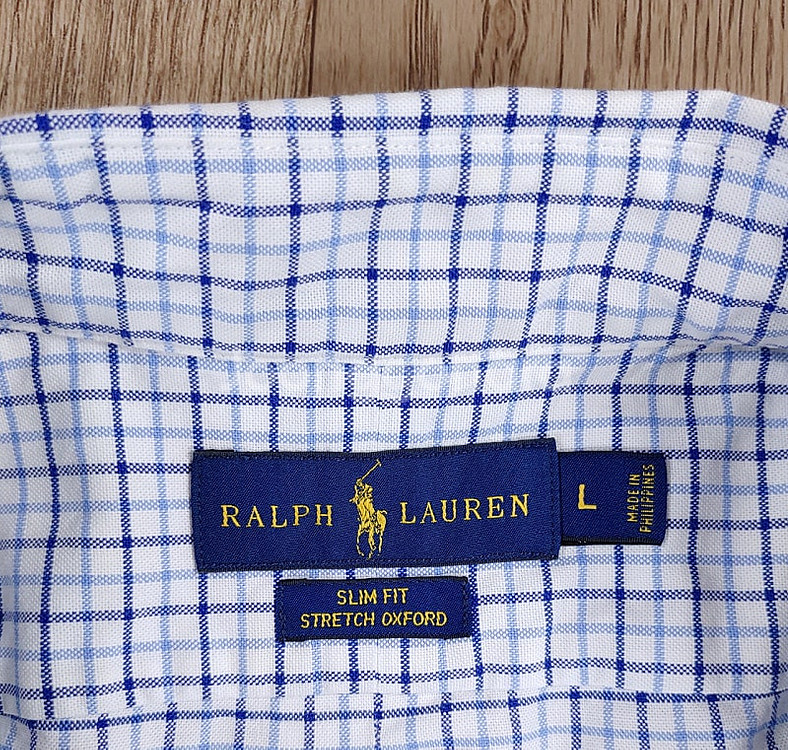 RALPH LAUREN
L
MADE IN
PHILIPPINES
SLIM FIT
STRETCH OXFORD